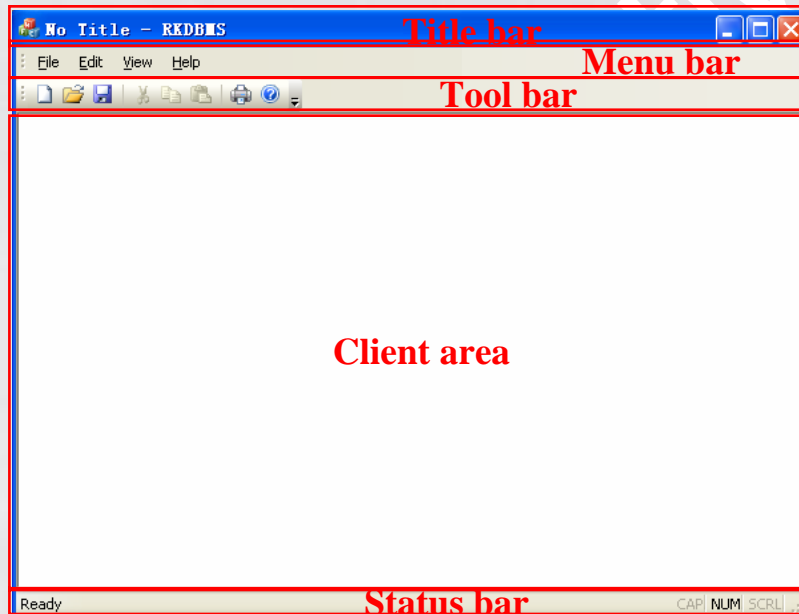 No Title - RKDBMS
Title bar
File Edit View Help
Menu bar
Tool bar
Client area
Ready
Status bar
CAP NUM SCRL